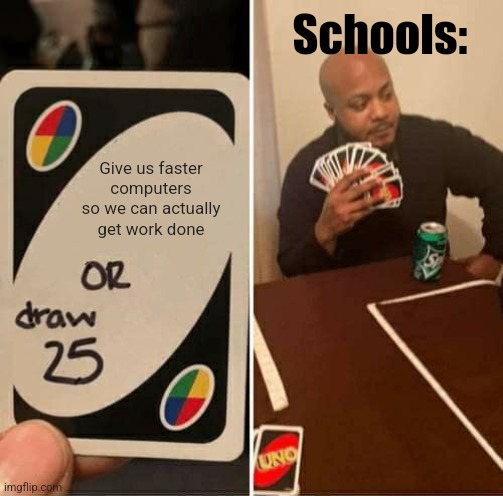 Schools:
Give us faster
computers
so we can actually
get work done
OR
draw
25
UNO
imgflip.com